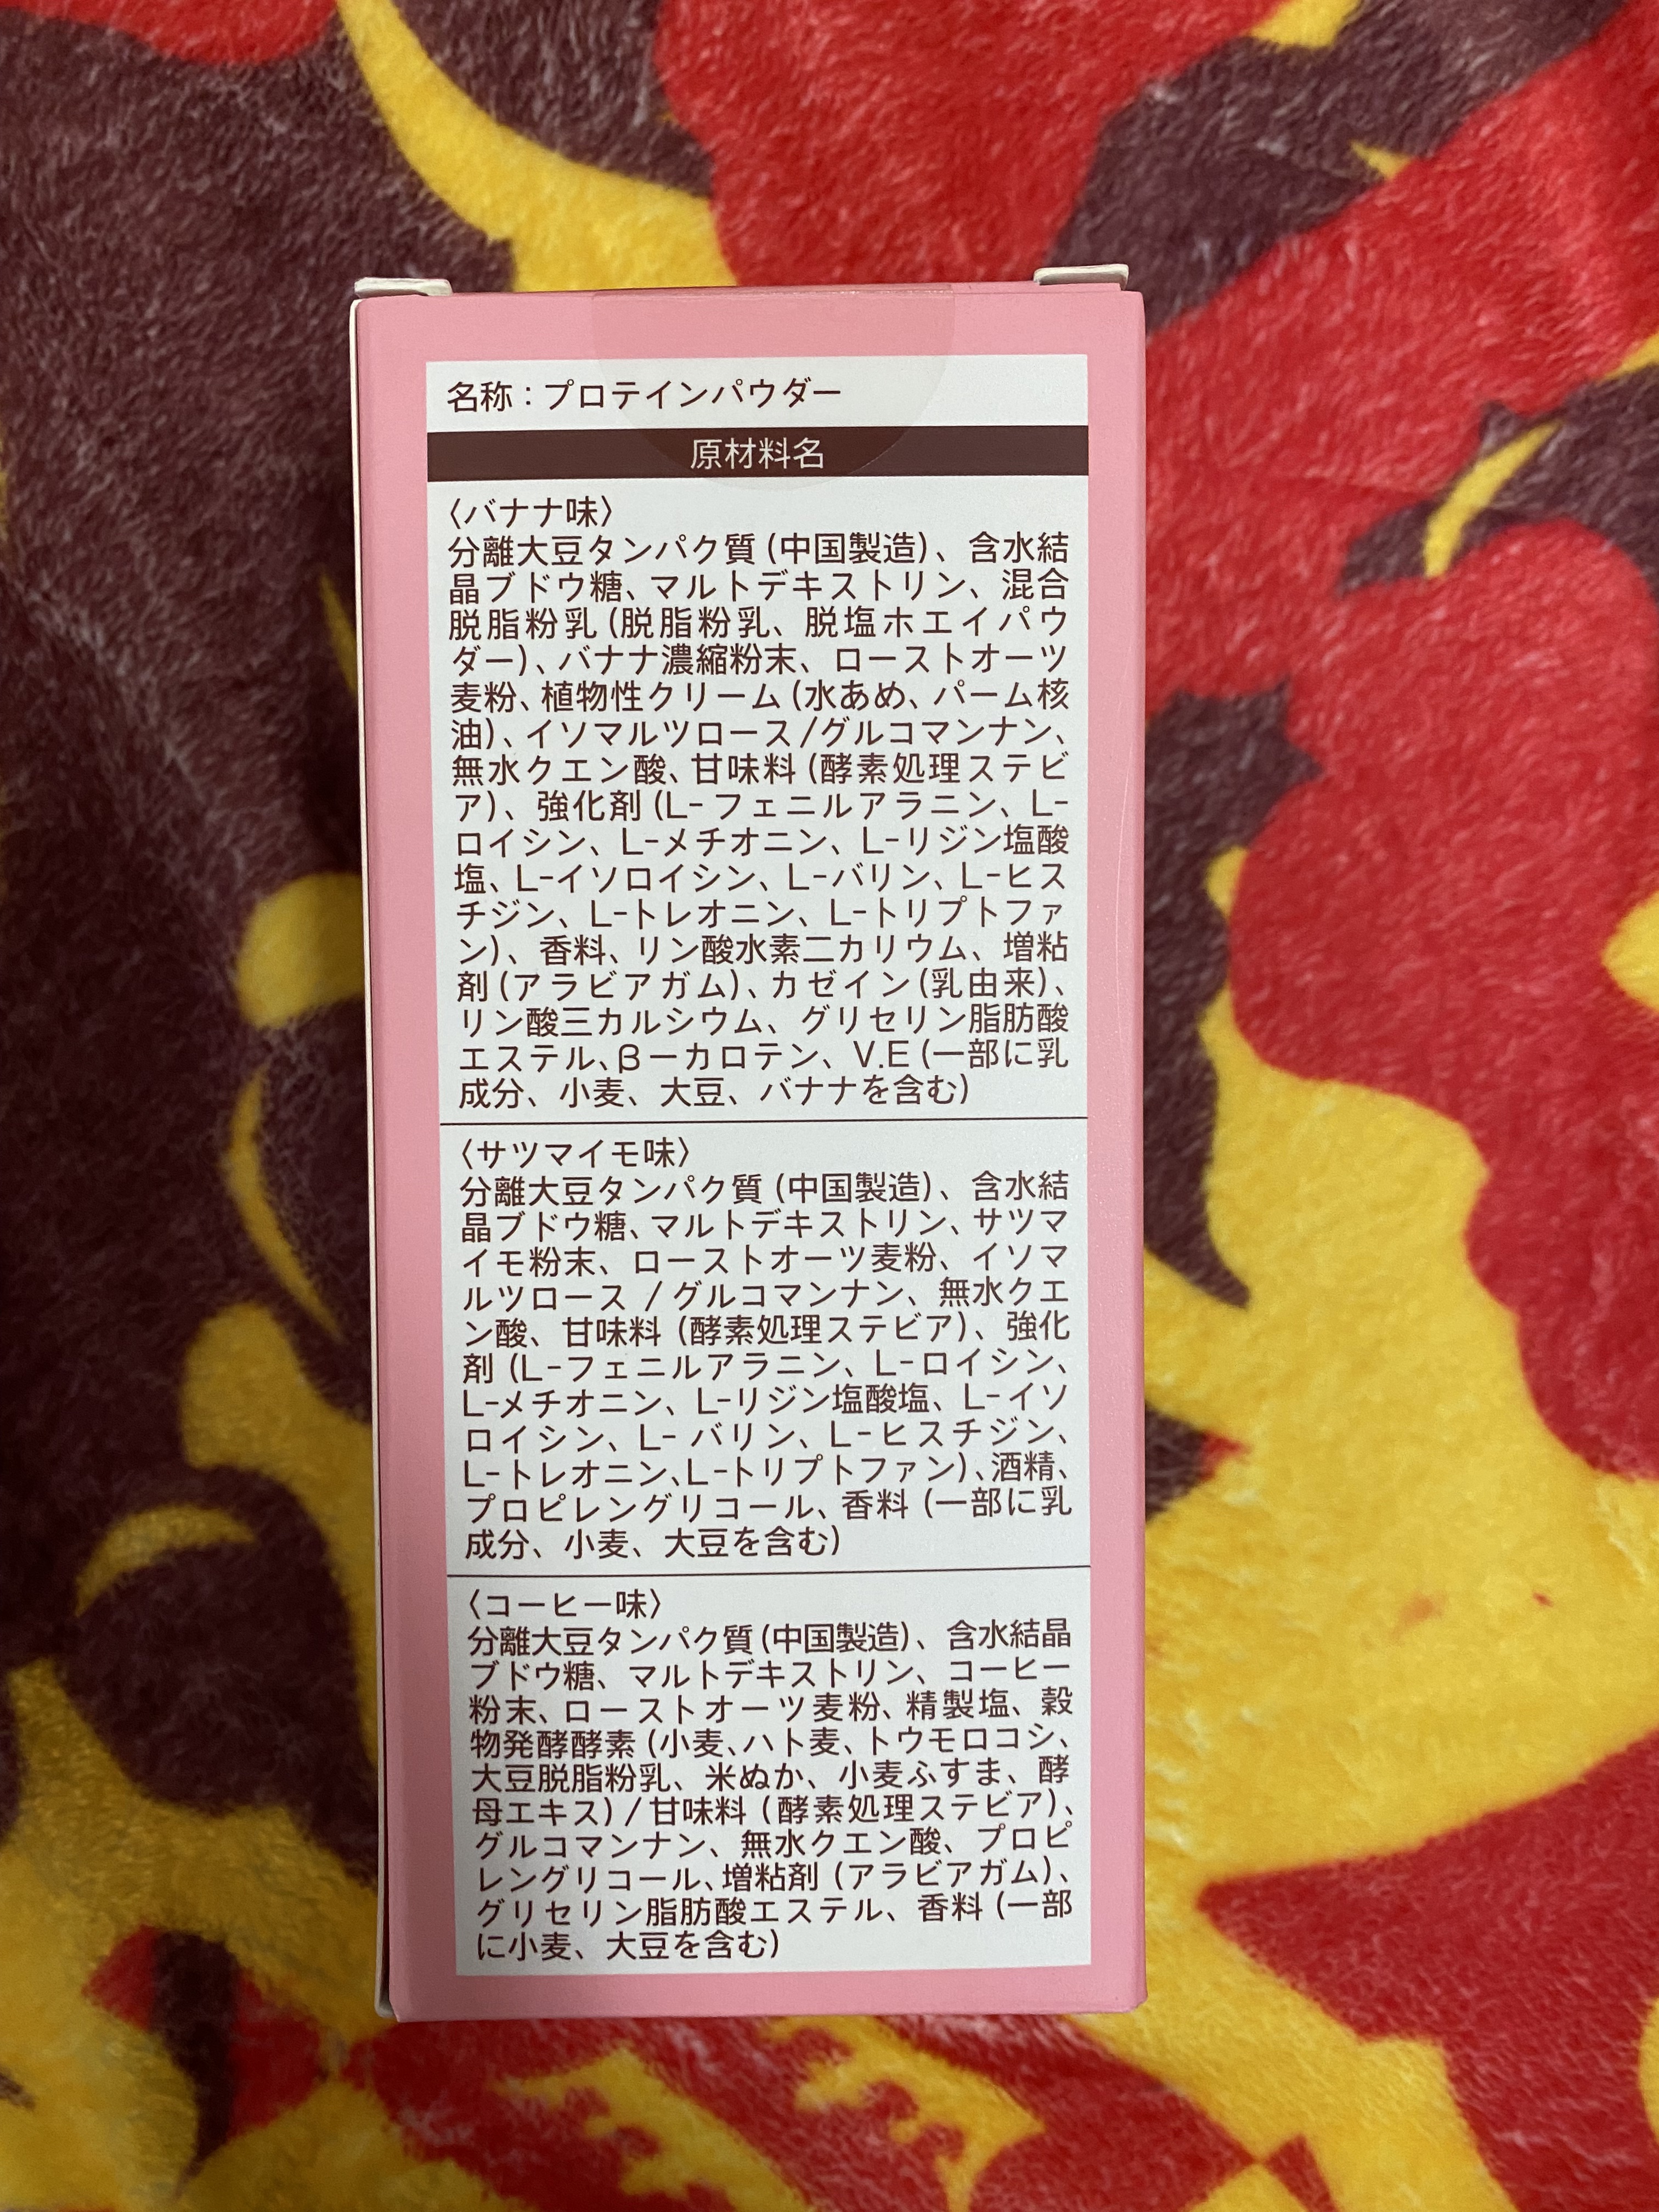 名称：プロテインパウダー
原材料名
〈バナナ味〉
分離大豆タンパク質(中国製造)、含水結
晶ブドウ糖、マルトデキストリン、混合
脱脂粉乳(脱脂粉乳、脱塩ホエイパウ
ダー)、バナナ濃縮粉末、ローストオーツ
麦粉、植物性クリーム(水あめ、パーム核
油)、イソマルツロース/グルコマンナン、
無水クエン酸、甘味料(酵素処理ステビ
ア)、強化剤(L-フェニルアラニン、L-
ロイシン、L-メチオニン、L-リジン塩酸
塩、L-イソロイシン、L-バリン、L-ヒス
チジン、L-トレオニン、L-トリプトファ
ン)、香料、リン酸水素二カリウム、増粘
剤(アラビアガム)、カゼイン(乳由来)、
リン酸三カルシウム、グリセリン脂肪酸
エステル、βーカロテン、V.E(一部に乳
成分、小麦、大豆、バナナを含む)
〈サツマイモ味〉
分離大豆タンパク質(中国製造)、含水結
晶ブドウ糖、マルトデキストリン、サツマ
イモ粉末、ローストオーツ麦粉、イソマ
ルツロース/グルコマンナン、無水クエ
ン酸、甘味料(酵素処理ステビア)、強化
剤(L-フェニルアラニン、L-ロイシン、
L-メチオニン、L-リジン塩酸塩、L-イソ
ロイシン、L-バリン、L-ヒスチジン、
L-トレオニン、L-トリプトファン)、酒精、
プロピレングリコール、香料(一部に乳
成分、小麦、大豆を含む)
〈コーヒー味〉
分離大豆タンパク質(中国製造)、含水結晶
ブドウ糖、マルトデキストリン、コーヒー
粉末、ローストオーツ麦粉、精製塩、穀
物発酵酵素(小麦、ハト麦、トウモロコシ、
大豆脱脂粉乳、米ぬか、小麦ふすま、酵
母エキス)/甘味料(酵素処理ステビア)、
グルコマンナン、無水クエン酸、プロピ
レングリコール、増粘剤(アラビアガム)、
グリセリン脂肪酸エステル、香料(一部
に小麦、大豆を含む)